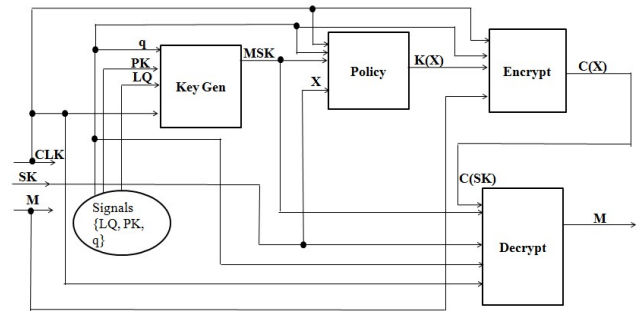 q
PK
LQ
Key Gen
MSK
X
Policy
K(X)
Encrypt
C(X)
CLK
SK
M
Signals
{LQ, PK,
q}
C(SK)
Decrypt
M